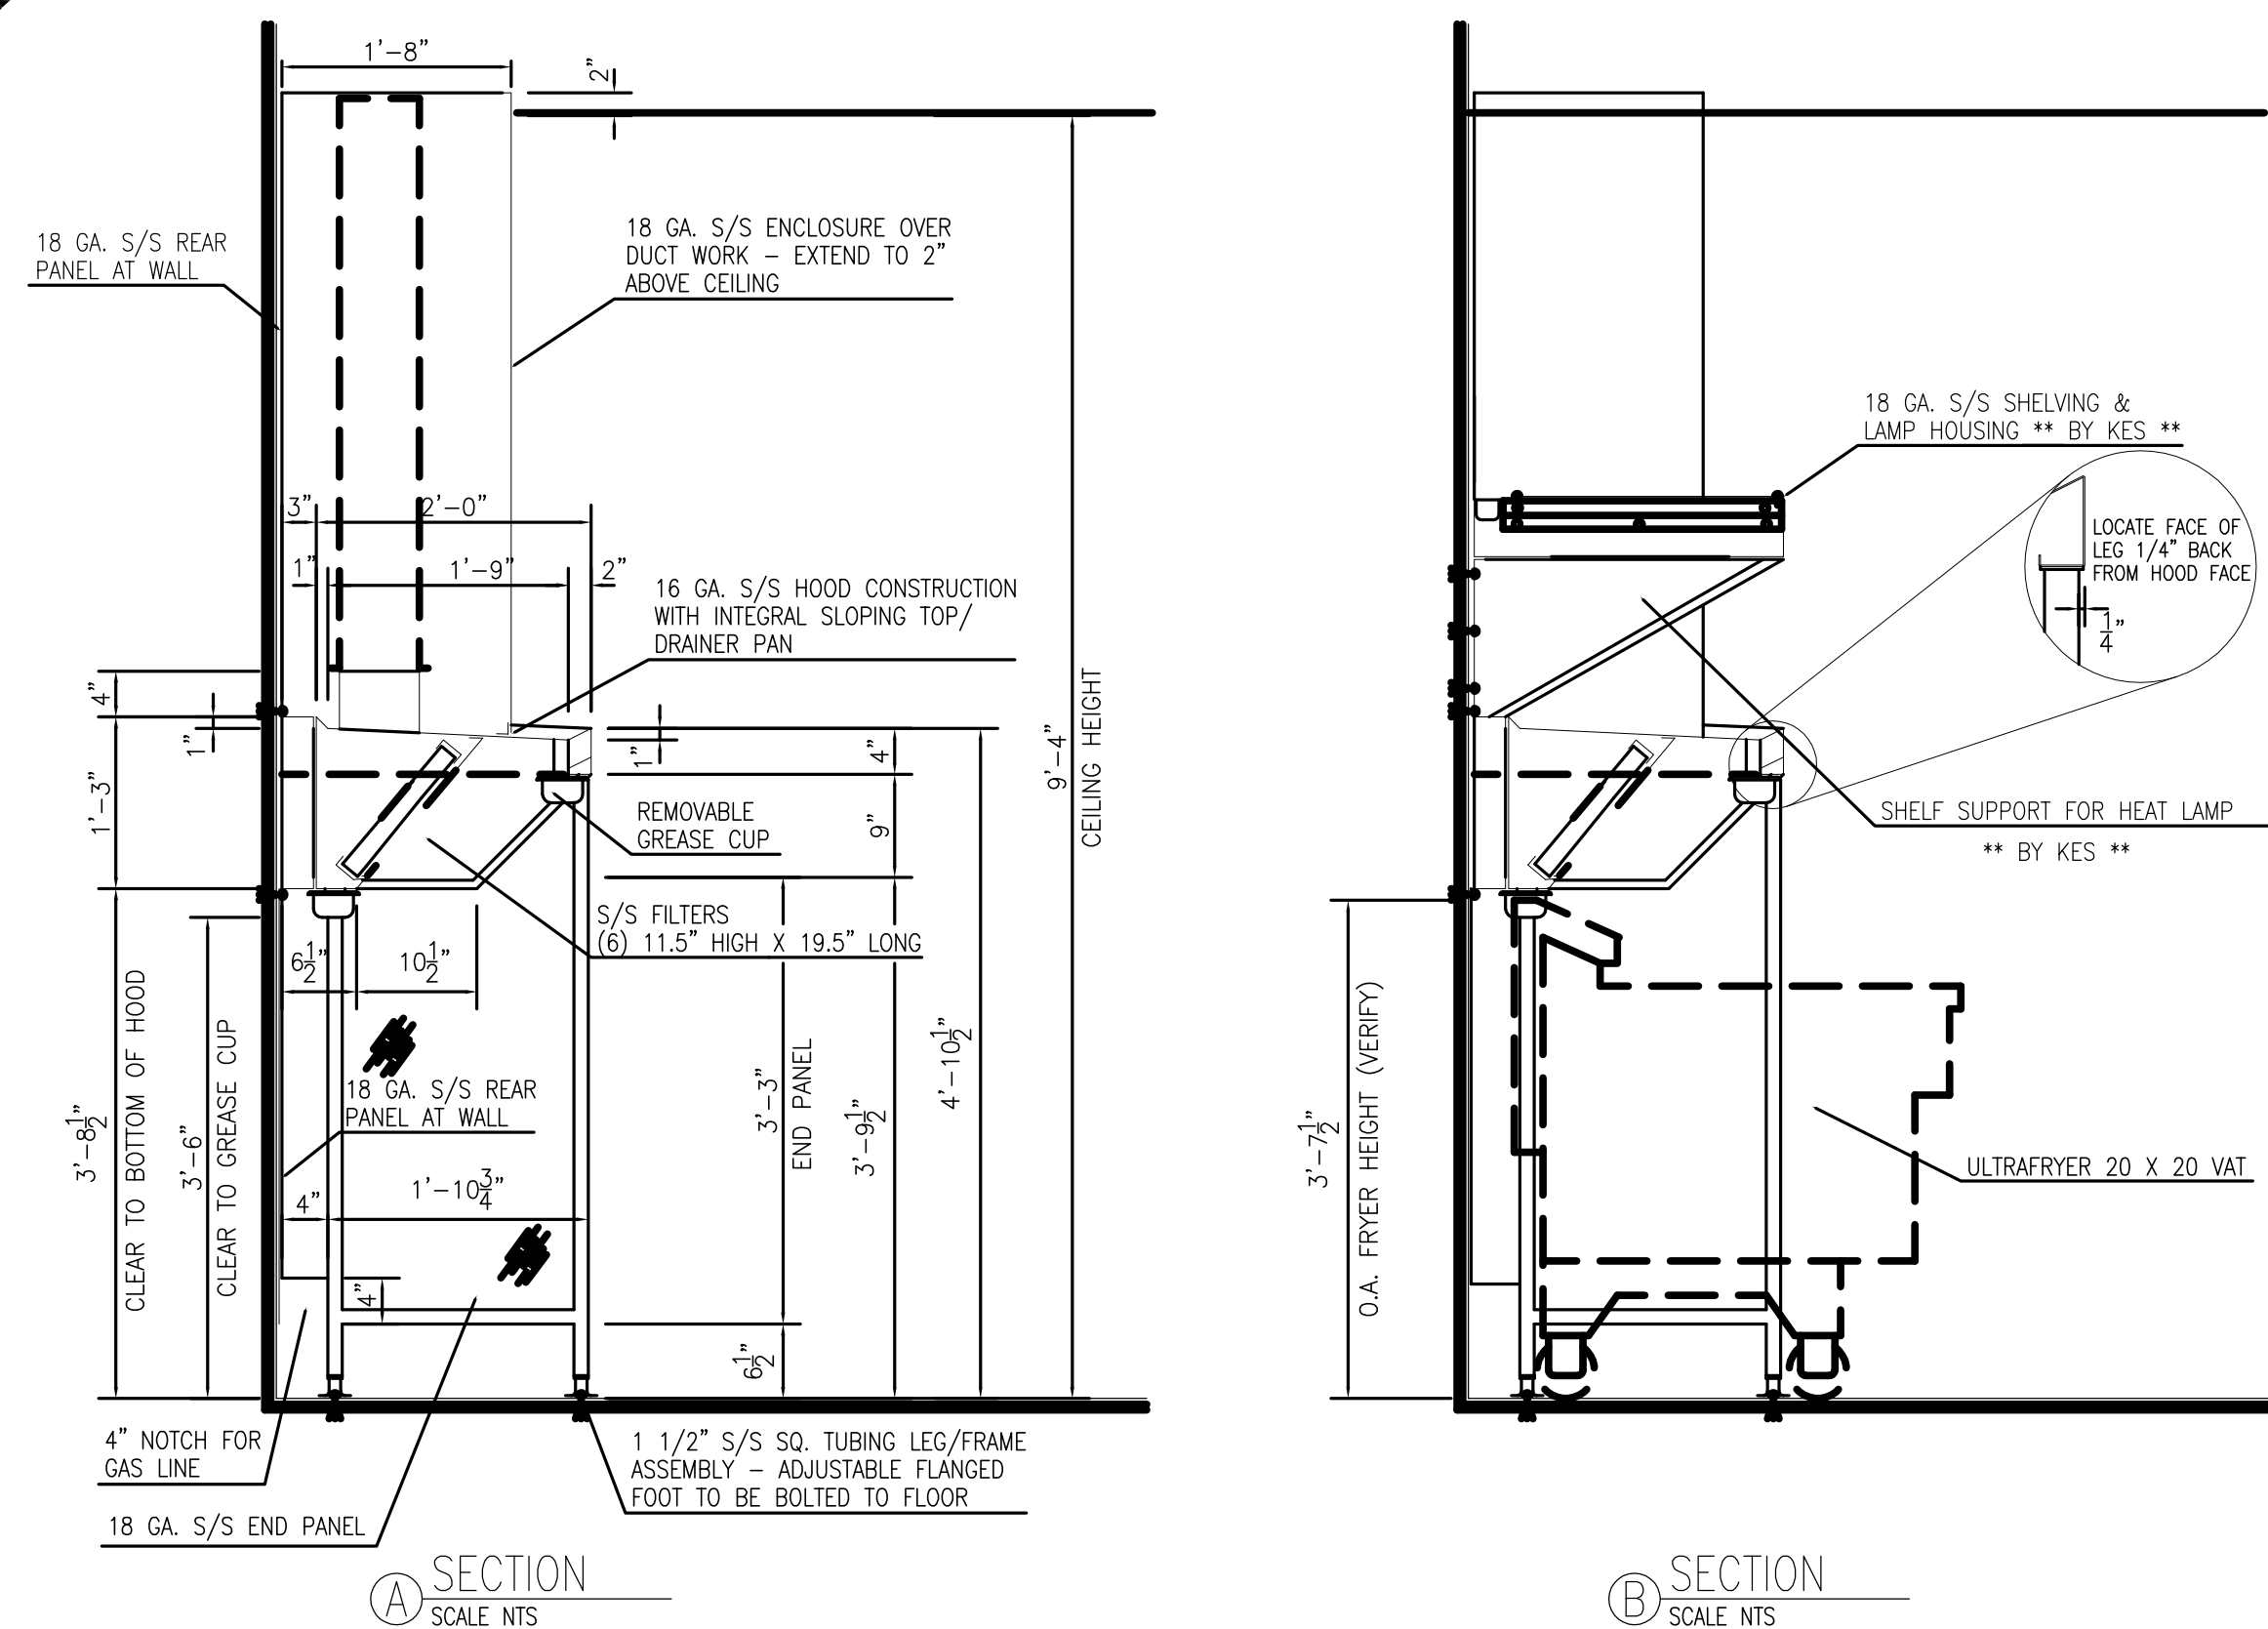 1'-8"
2"
18 GA. S/S REAR
PANEL AT WALL
18 GA. S/S ENCLOSURE OVER
DUCT WORK – EXTEND TO 2"
ABOVE CEILING
3"
2'-0"
1"
1'-9"
2"
16 GA. S/S HOOD CONSTRUCTION
WITH INTEGRAL SLOPING TOP/
DRAINER PAN
4"
1"
1'-3"
1"
4"
9"
9'-4"
CEILING HEIGHT
REMOVABLE
GREASE CUP
S/S FILTERS
(6) 11.5" HIGH X 19.5" LONG
6 1/2"
10 1/2"
3'-8 1/2"
CLEAR TO BOTTOM OF HOOD
3'-6"
CLEAR TO GREASE CUP
18 GA. S/S REAR
PANEL AT WALL
4"
1'-10 3/4"
4"
3'-3"
END PANEL
6 1/2"
3'-9 1/2"
4'-10 1/2"
4" NOTCH FOR
GAS LINE
18 GA. S/S END PANEL
1 1/2" S/S SQ. TUBING LEG/FRAME
ASSEMBLY – ADJUSTABLE FLANGED
FOOT TO BE BOLTED TO FLOOR
A
SECTION
SCALE NTS
18 GA. S/S SHELVING &
LAMP HOUSING ** BY KES **
LOCATE FACE OF
LEG 1/4" BACK
FROM HOOD FACE
1/4"
SHELF SUPPORT FOR HEAT LAMP
** BY KES **
3'-7 1/2"
O.A. FRYER HEIGHT (VERIFY)
ULTRAFRYER 20 X 20 VAT
B
SECTION
SCALE NTS